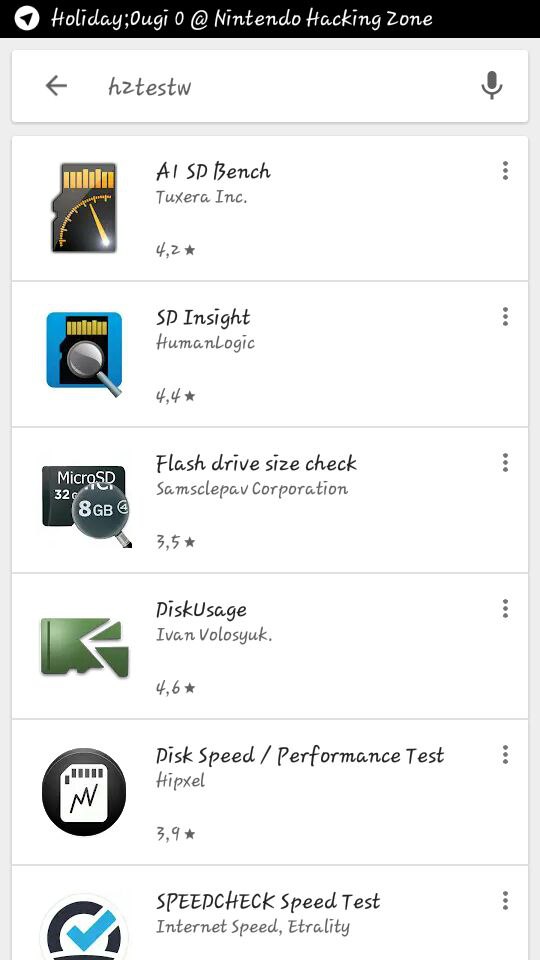 Holiday;Ougi 0 @ Nintendo Hacking Zone
h2testw
A1 SD Bench
Tuxera Inc.
4,2★
SD Insight
HumanLogic
4,4★
MicroSD
32
8GB
4
Flash drive size check
Samsclepav Corporation
3,5★
DiskUsage
Ivan Volosyuk.
4,6★
Disk Speed / Performance Test
Hipxel
3,9★
SPEEDCHECK Speed Test
Internet Speed, Etrality